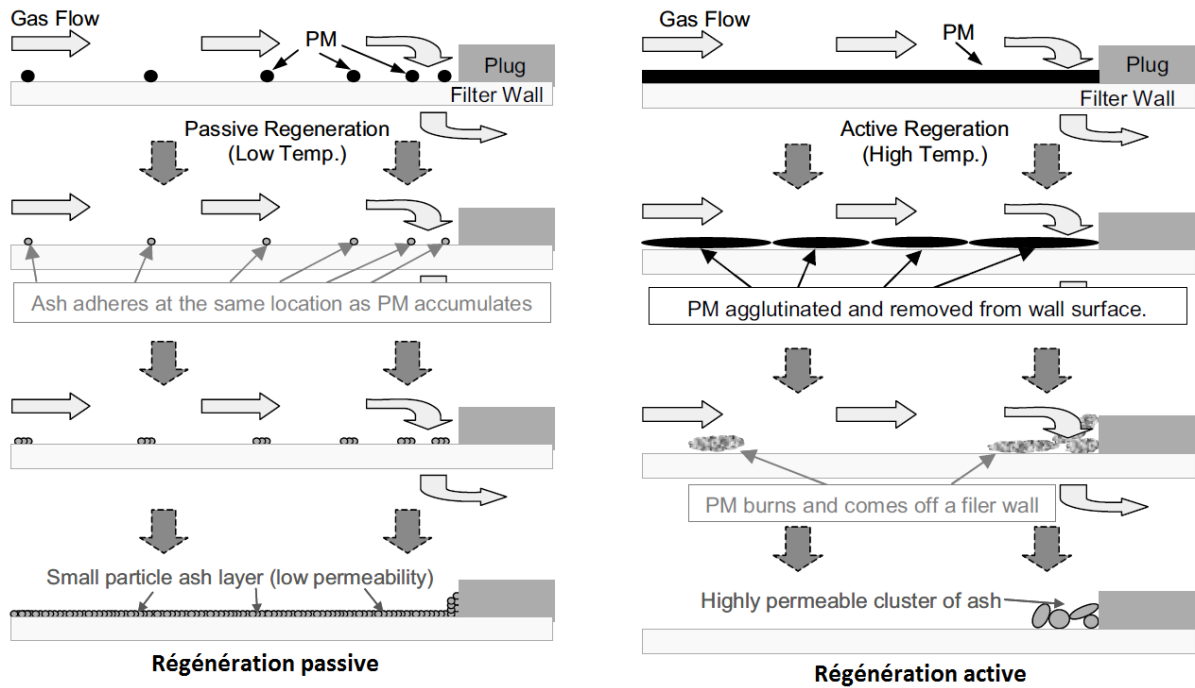 Gas Flow
PM
Plug
Filter Wall
Passive Regeneration
(Low Temp.)
Ash adheres at the same location as PM accumulates
Small particle ash layer (low permeability)
Régénération passive
Gas Flow
PM
Plug
Filter Wall
Active Regeration
(High Temp.)
PM agglutinated and removed from wall surface.
PM burns and comes off a filer wall
Highly permeable cluster of ash
Régénération active